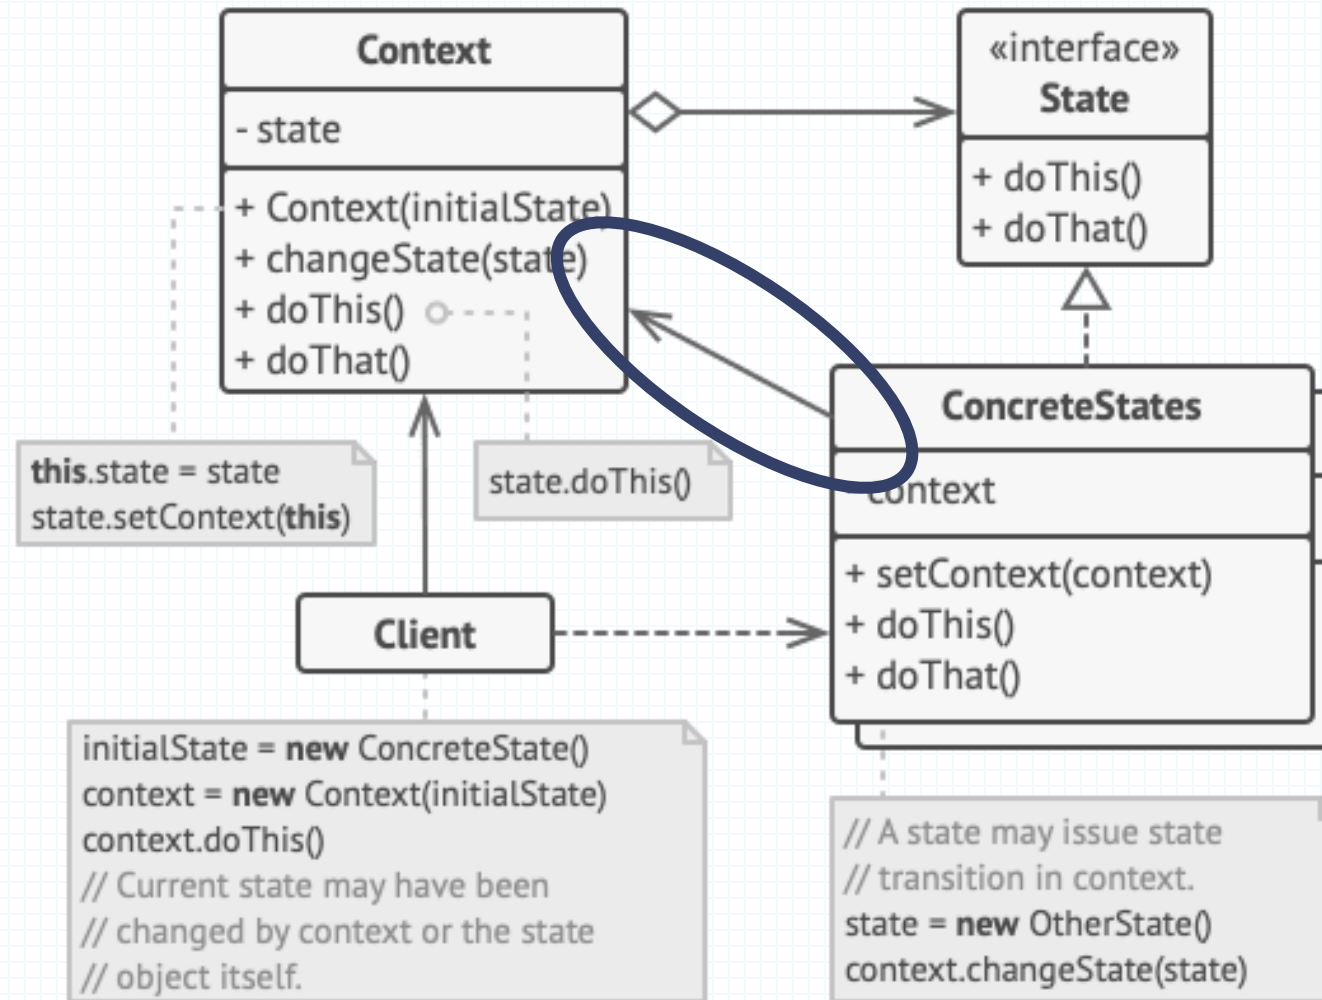 Context
- state
+ Context(initialState)
+ changeState(state)
+ doThis()
+ doThat()
«interface»
State
+ doThis()
+ doThat()
ConcreteStates
context
+ setContext(context)
+ doThis()
+ doThat()
this.state = state
state.setContext(this)
state.doThis()
Client
initialState = new ConcreteState()
context = new Context(initialState)
context.doThis()
// Current state may have been
// changed by context or the state
// object itself.
// A state may issue state
// transition in context.
state = new OtherState()
context.changeState(state)